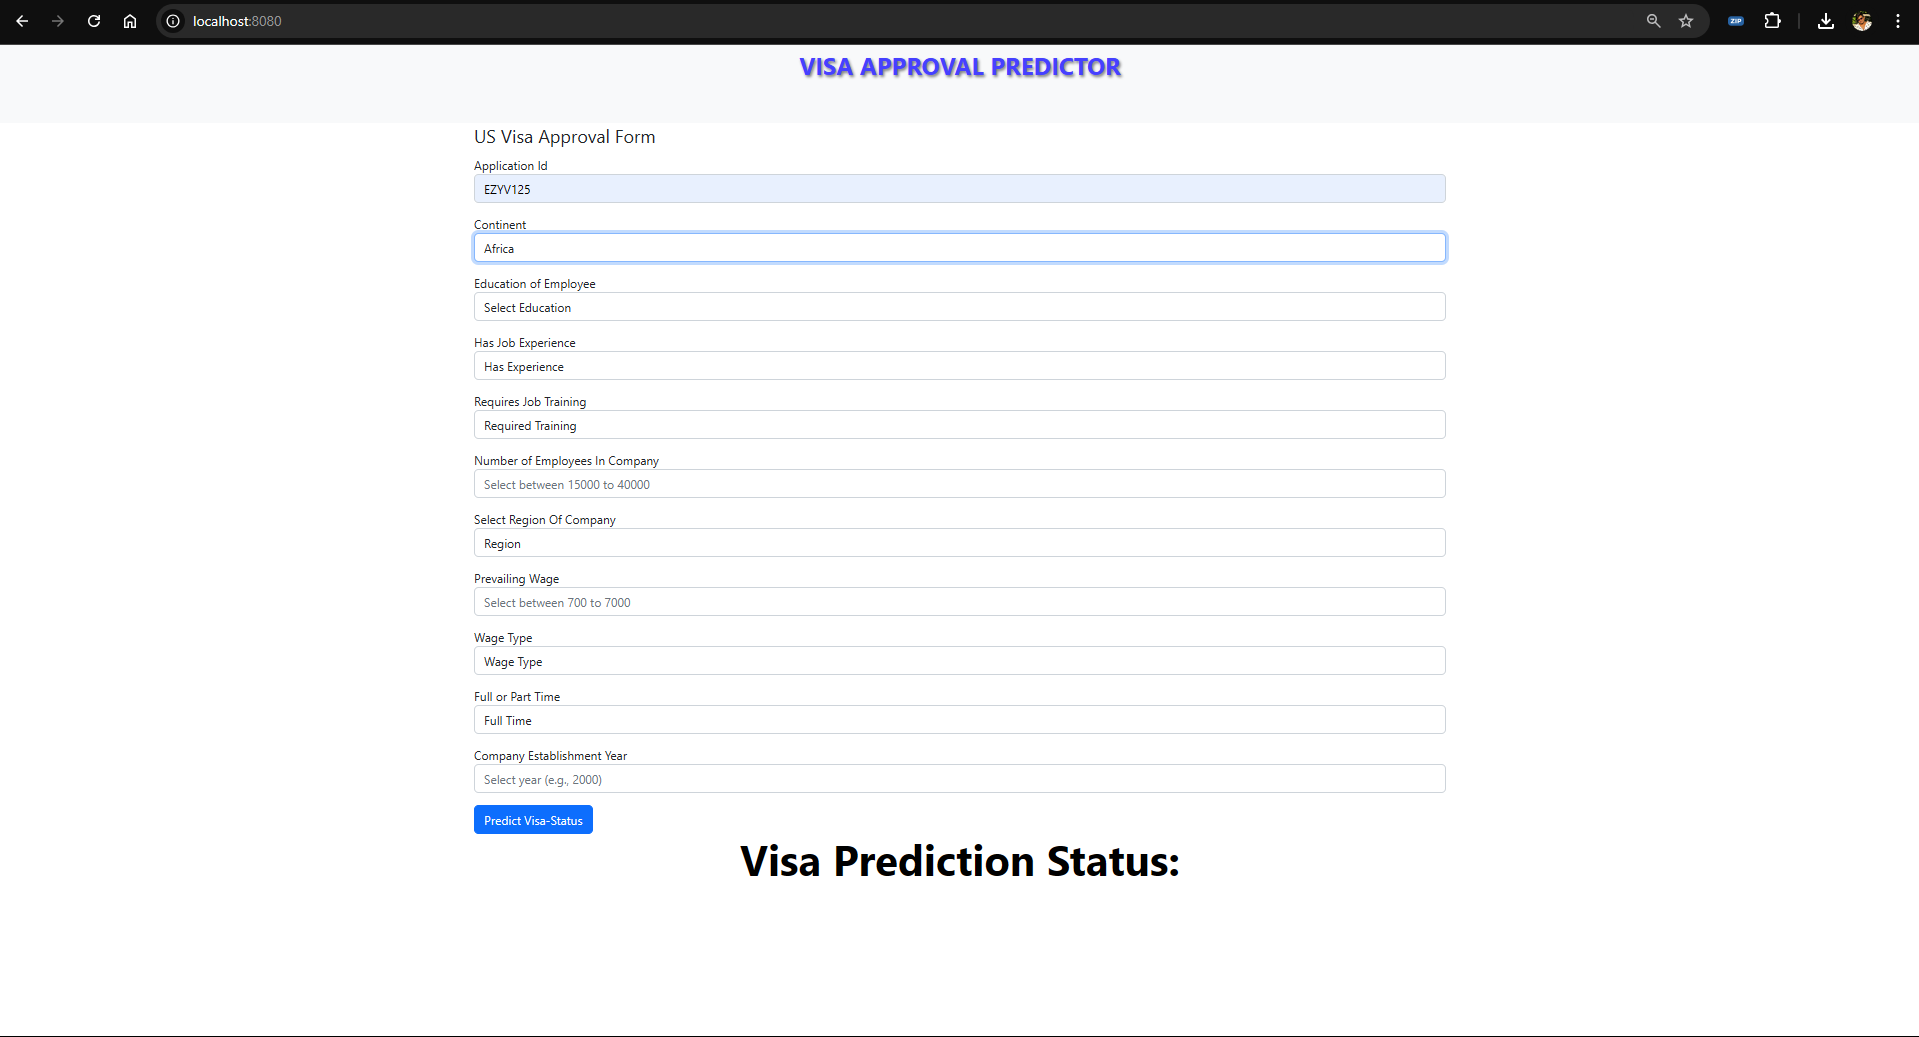 localhost:8080
ZIP
VISA APPROVAL PREDICTOR
US Visa Approval Form
Application Id
EZYV125
Continent
Africa
Education of Employee
Select Education
Has Job Experience
Has Experience
Requires Job Training
Required Training
Number of Employees In Company
Select between 15000 to 40000
Select Region Of Company
Region
Prevailing Wage
Select between 700 to 7000
Wage Type
Wage Type
Full or Part Time
Full Time
Company Establishment Year
Select year (e.g., 2000)
Predict Visa-Status
Visa Prediction Status: